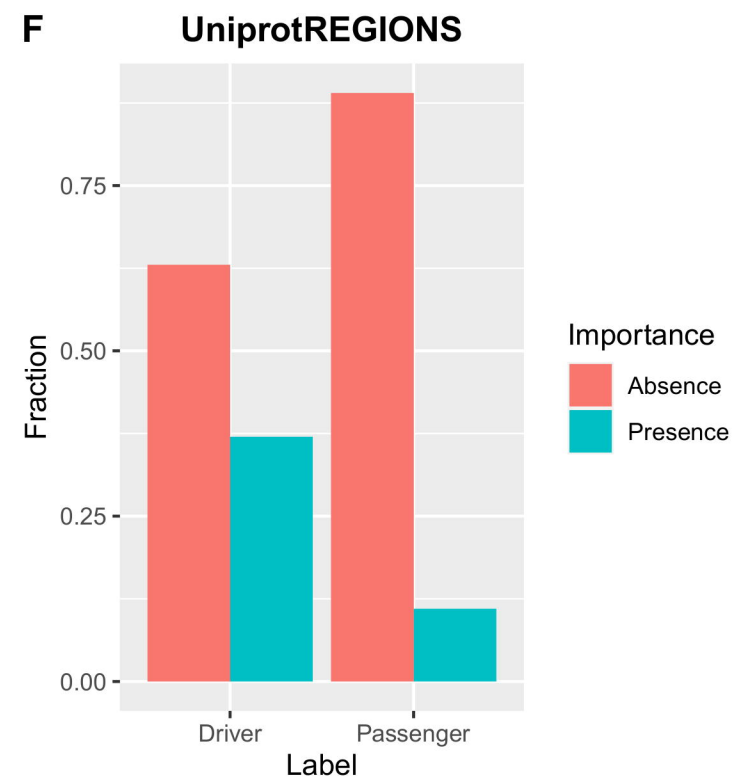 F
UniprotREGIONS
0.75
0.50
0.25
0.00
Fraction
Driver
Passenger
Label
Importance
Absence
Presence